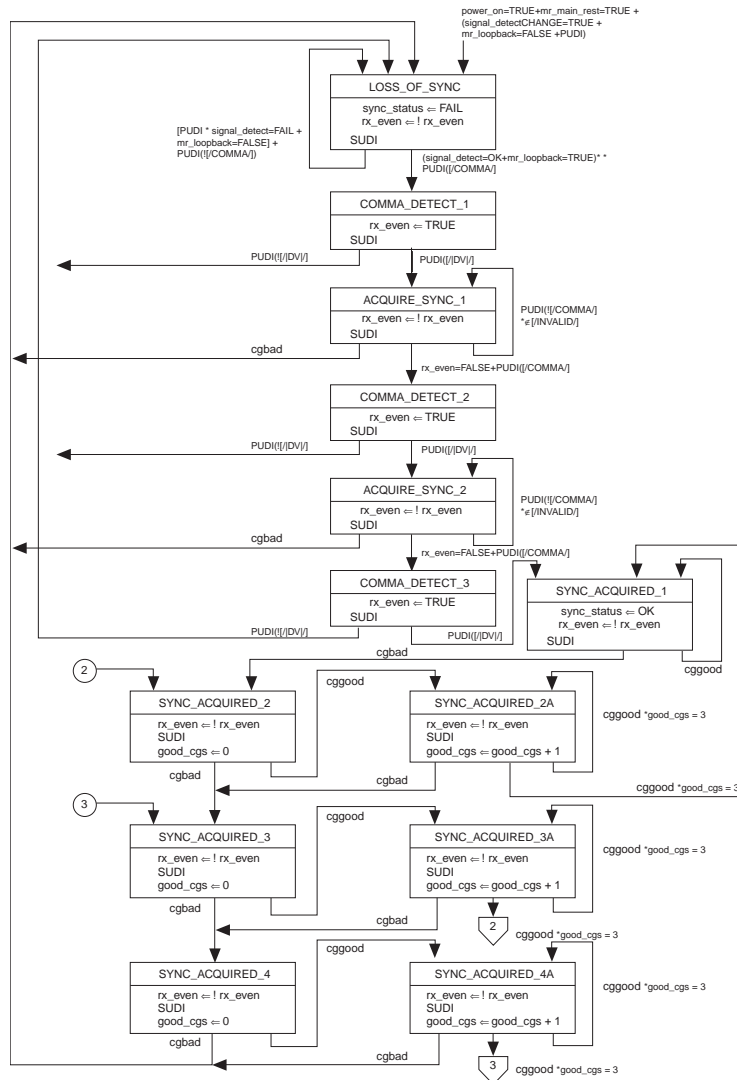 power_on=TRUE+mr_main_rest=TRUE +
(signal_detectCHANGE=TRUE +
mr_loopback=FALSE +PUDI)
LOSS_OF_SYNC
sync_status ⇐ FAIL
rx_even ⇐ ! rx_even
SUDI
[PUDI * signal_detect=FAIL +
mr_loopback=FALSE] +
PUDI(![/COMMA/])
(signal_detect=OK+mr_loopback=TRUE)* *
PUDI([/COMMA/]
COMMA_DETECT_1
rx_even ⇐ TRUE
SUDI
PUDI(![/|DV|/]
PUDI([/|DV|/]
ACQUIRE_SYNC_1
rx_even ⇐ ! rx_even
SUDI
PUDI(![/COMMA/]
*∉[/INVALID/]
cgbad
rx_even=FALSE+PUDI([/COMMA/]
COMMA_DETECT_2
rx_even ⇐ TRUE
SUDI
PUDI(![/|DV|/]
PUDI([/|DV|/]
ACQUIRE_SYNC_2
rx_even ⇐ ! rx_even
SUDI
PUDI(![/COMMA/]
*∉[/INVALID/]
cgbad
rx_even=FALSE+PUDI([/COMMA/]
COMMA_DETECT_3
rx_even ⇐ TRUE
SUDI
PUDI(![/|DV|/]
PUDI([/|DV|/]
SYNC_ACQUIRED_1
sync_status ⇐ OK
rx_even ⇐ ! rx_even
SUDI
cgbad
cggood
2
SYNC_ACQUIRED_2
rx_even ⇐ ! rx_even
SUDI
good_cgs ⇐ 0
cggood
SYNC_ACQUIRED_2A
rx_even ⇐ ! rx_even
SUDI
good_cgs ⇐ good_cgs + 1
cggood *good_cgs = 3
cgbad
cgbad
cggood *good_cgs = 3
3
SYNC_ACQUIRED_3
rx_even ⇐ ! rx_even
SUDI
good_cgs ⇐ 0
cggood
SYNC_ACQUIRED_3A
rx_even ⇐ ! rx_even
SUDI
good_cgs ⇐ good_cgs + 1
cggood *good_cgs = 3
cgbad
cgbad
2
cggood *good_cgs = 3
SYNC_ACQUIRED_4
rx_even ⇐ ! rx_even
SUDI
good_cgs ⇐ 0
cggood
SYNC_ACQUIRED_4A
rx_even ⇐ ! rx_even
SUDI
good_cgs ⇐ good_cgs + 1
cggood *good_cgs = 3
cgbad
cgbad
3
cggood *good_cgs = 3